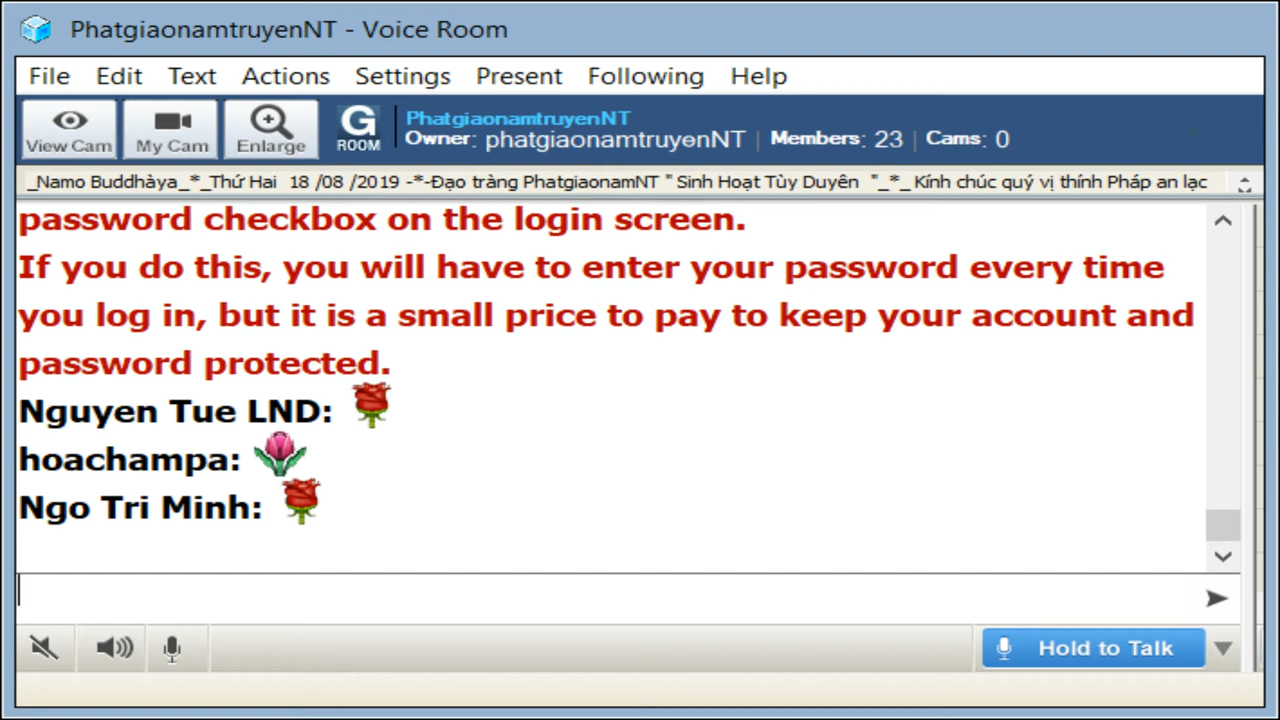 PhatgiaonamtruyenNT - Voice Room
File Edit Text Actions Settings Present Following Help
View Cam My Cam Enlarge G ROOM
PhatgiaonamtruyenNT
Owner: phatgiaonamtruyenNT | Members: 23 | Cams: 0
_Namo Buddhàya_*_Thứ Hai 18 /08 /2019 -*-Đạo tràng PhatgiaonamNT " Sinh Hoạt Tùy Duyên "_*_ Kính chúc quý vị thính Pháp an lạc
password checkbox on the login screen.
If you do this, you will have to enter your password every time
you log in, but it is a small price to pay to keep your account and
password protected.
Nguyen Tue LND:
hoachampa:
Ngo Tri Minh:
Hold to Talk